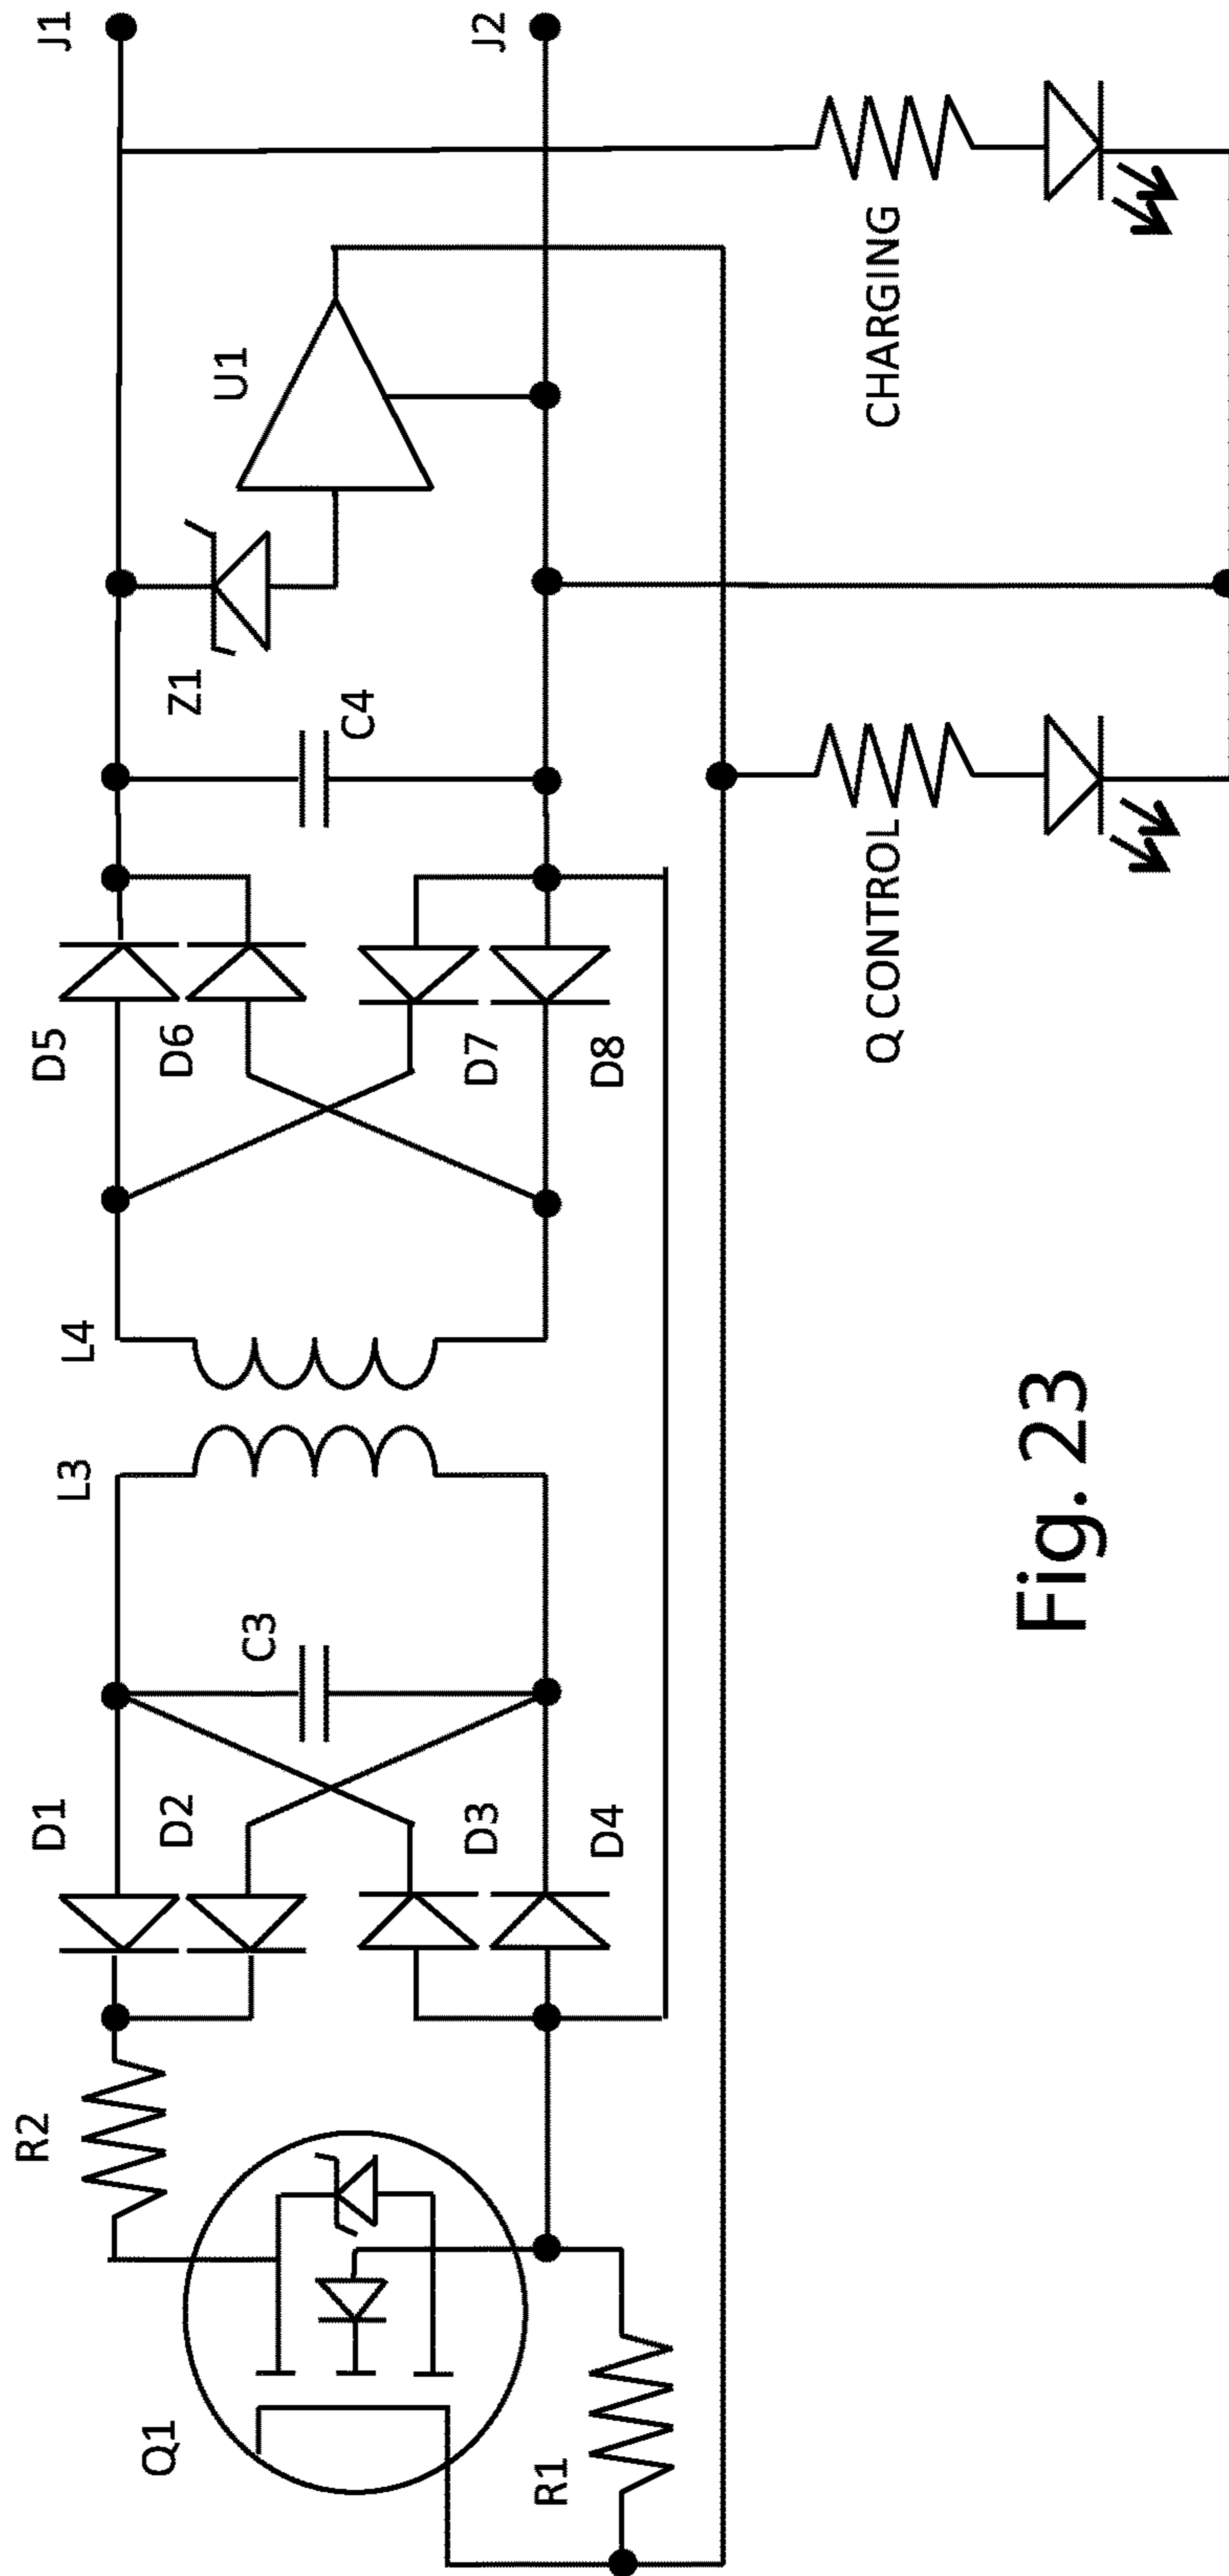 J1
J2
U1
Z1
C4
CHARGING
D5
D6
D7
D8
Q CONTROL
L4
L3
C3
D1
D2
D3
D4
R2
Q1
R1
Fig. 23